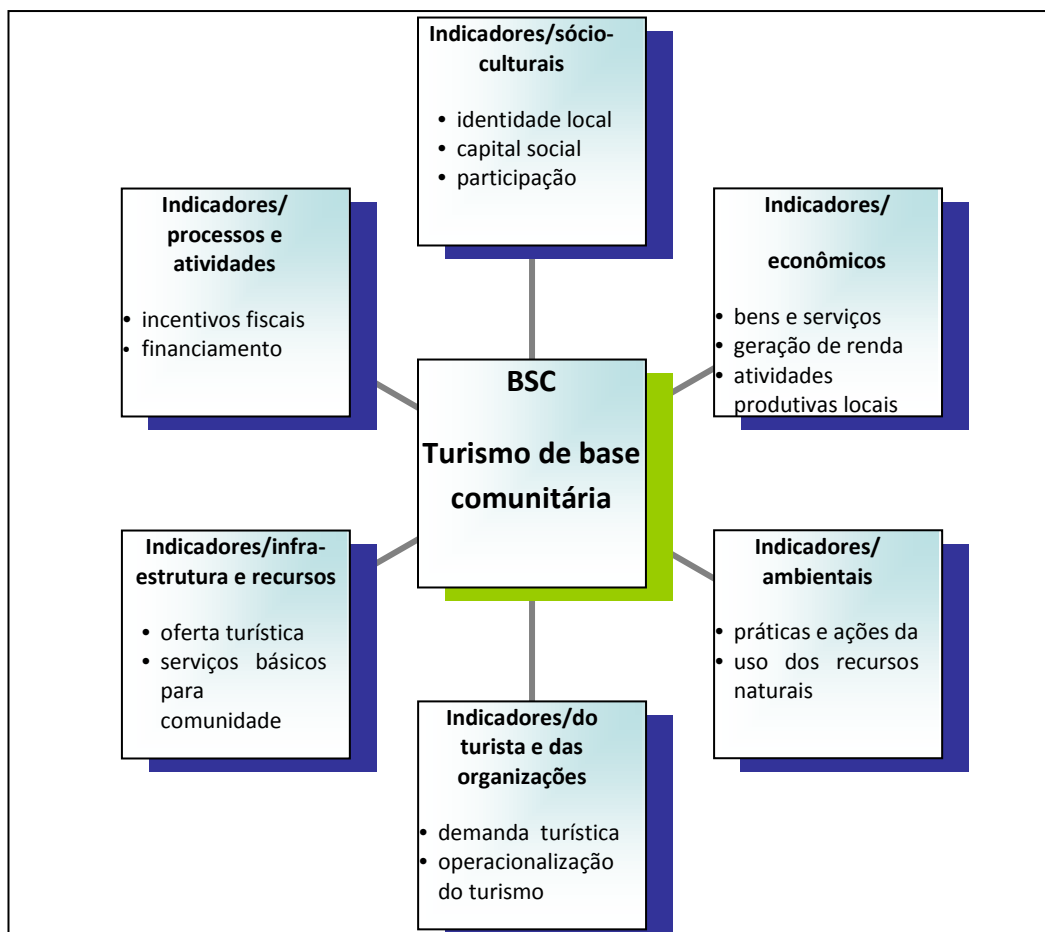 Indicadores/sócio-
culturais
• identidade local
• capital social
• participação
Indicadores/
processos e
atividades
• incentivos fiscais
• financiamento
Indicadores/
econômicos
• bens e serviços
• geração de renda
• atividades
produtivas locais
BSC
Turismo de base
comunitária
Indicadores/infra-
estrutura e recursos
• oferta turística
• serviços básicos
para
comunidade
Indicadores/
ambientais
• práticas e ações da
• uso dos recursos
naturais
Indicadores/do
turista e das
organizações
• demanda turística
• operacionalização
do turismo